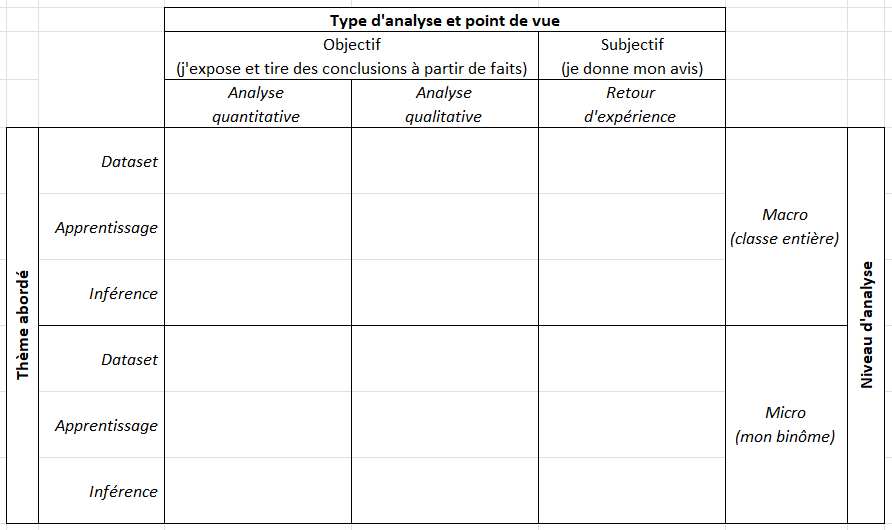 Type d'analyse et point de vue
Objectif
(j'expose et tire des conclusions à partir de faits)
Subjectif
(je donne mon avis)
Analyse
quantitative
Analyse
qualitative
Retour
d'expérience
Thème abordé
Dataset
Apprentissage
Inférence
Macro
(classe entière)
Niveau d'analyse
Dataset
Apprentissage
Inférence
Micro
(mon binôme)